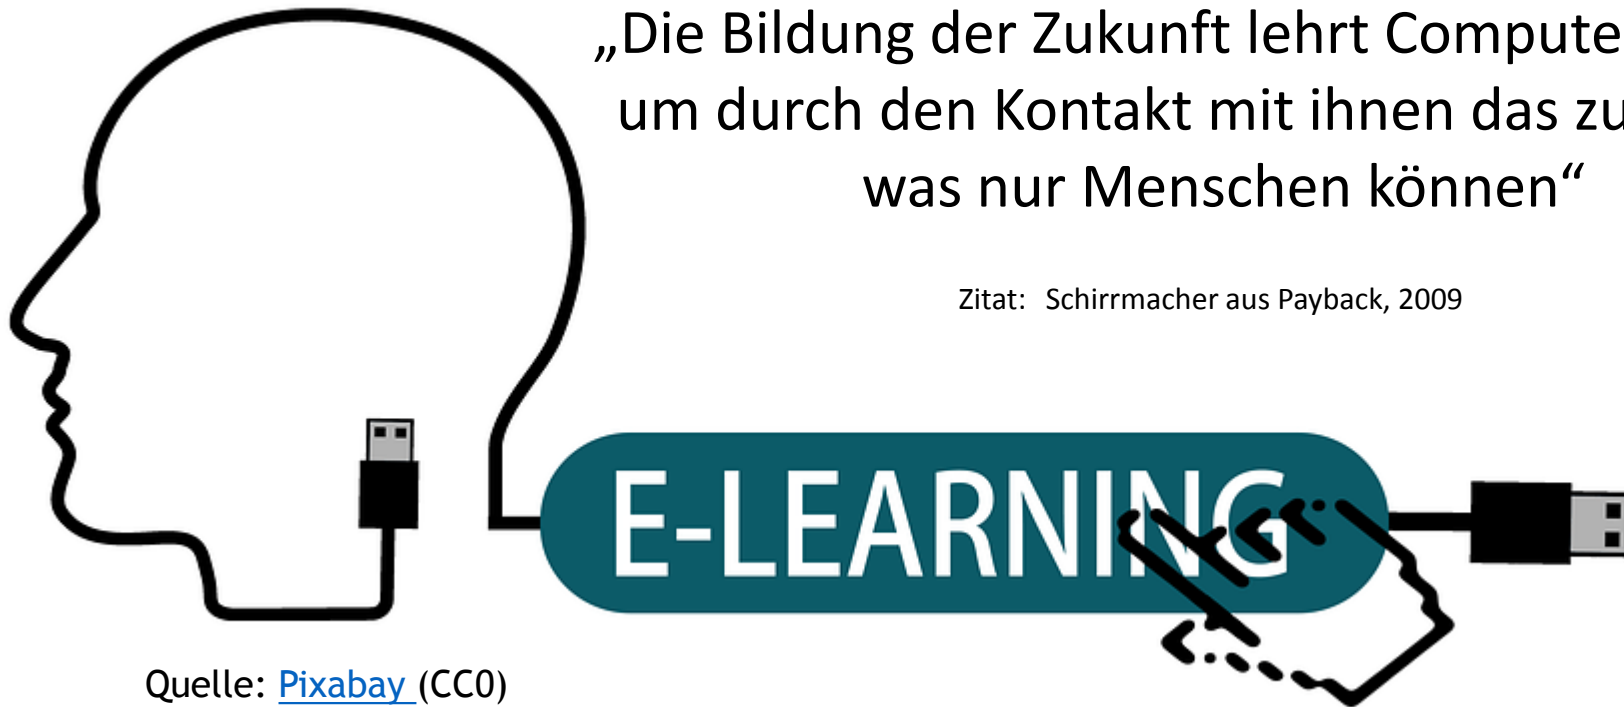 „Die Bildung der Zukunft lehrt Compute
um durch den Kontakt mit ihnen das zu
was nur Menschen können“
Zitat: Schirrmacher aus Payback, 2009
E-LEARNING
Quelle: Pixabay (CC0)